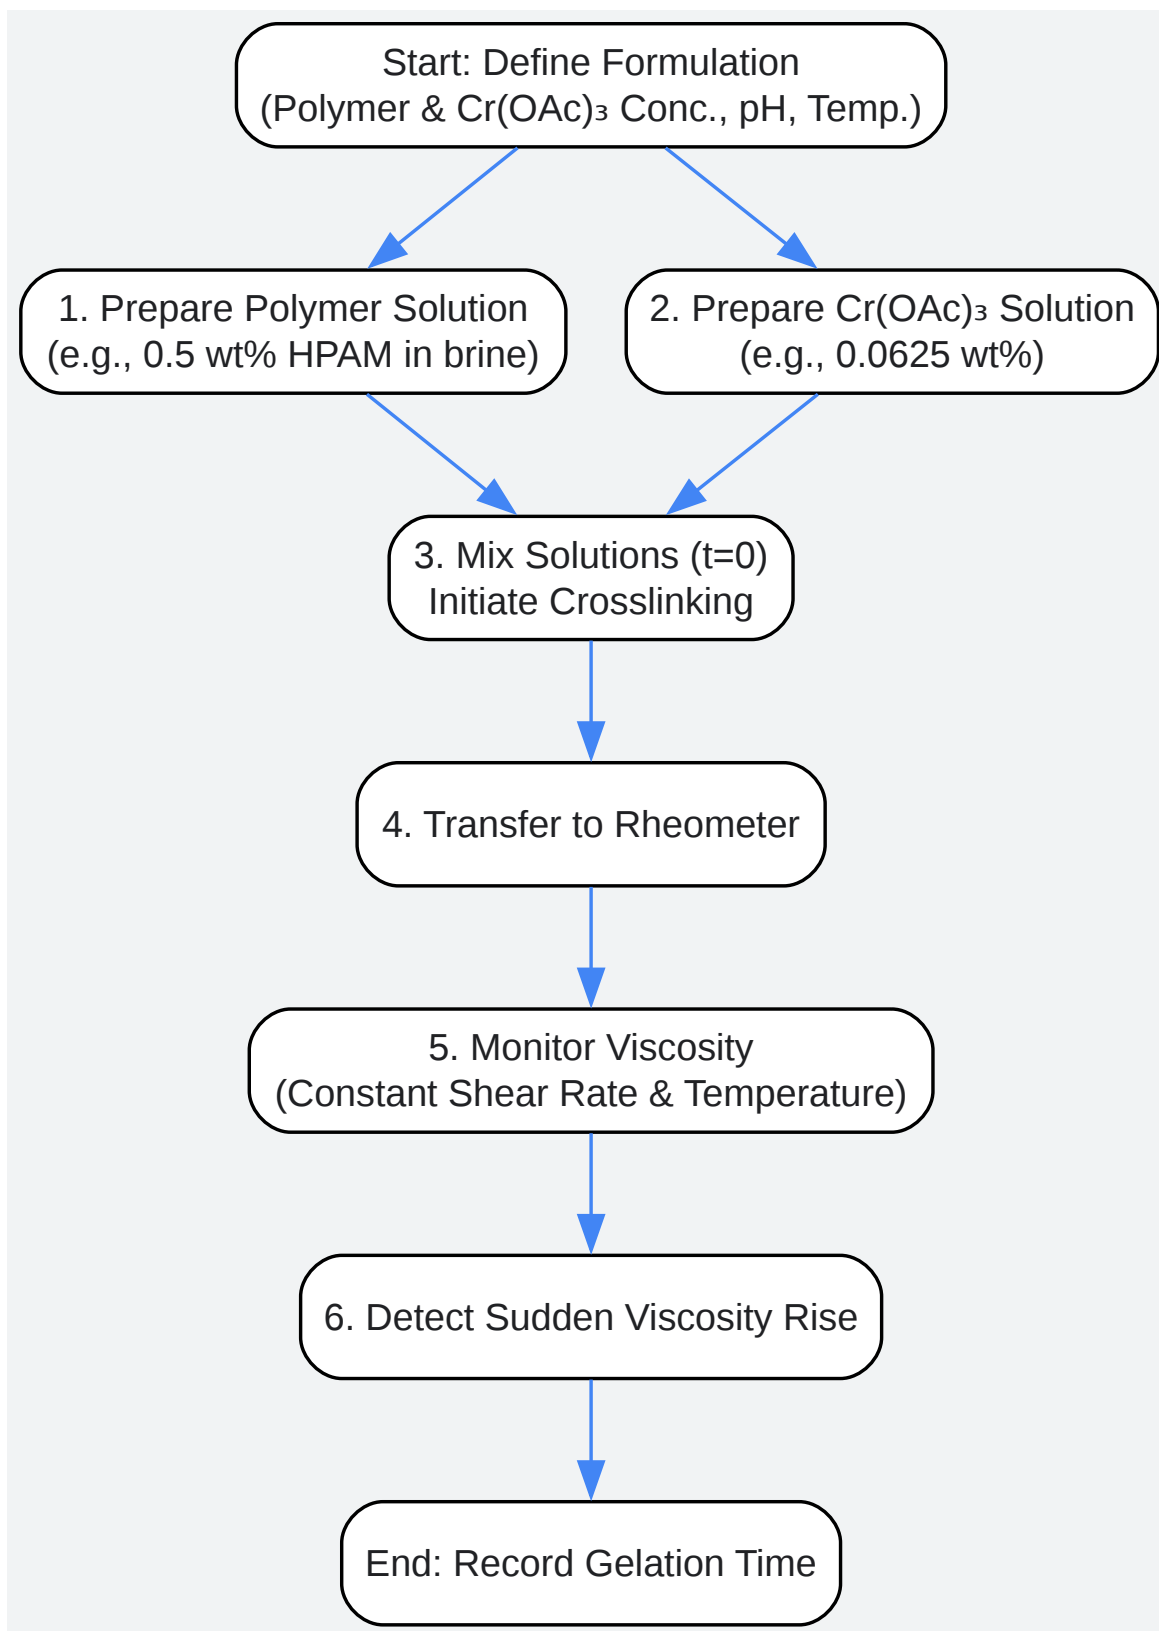 Start: Define Formulation
(Polymer & Cr(OAc)₃ Conc., pH, Temp.)
1. Prepare Polymer Solution
(e.g., 0.5 wt% HPAM in brine)
2. Prepare Cr(OAc)₃ Solution
(e.g., 0.0625 wt%)
3. Mix Solutions (t=0)
Initiate Crosslinking
4. Transfer to Rheometer
5. Monitor Viscosity
(Constant Shear Rate & Temperature)
6. Detect Sudden Viscosity Rise
End: Record Gelation Time